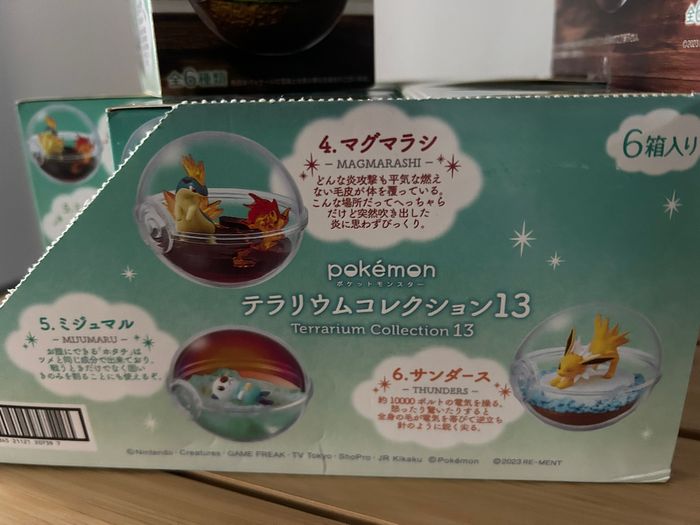 全6種類
4.マグマラシ
- MAGMARASHI -
どんな炎攻撃も平気な燃え
ない毛皮が体を覆っている。
こんな場所だってへっちゃら
だけど突然吹き出した
炎に思わずびっくり。
6箱入り
pokémon
ポケットモンスター
テラリウムコレクション13
Terrarium Collection 13
5.ミジュマル
- MIJUMARU -
お腹にできる「ホタチ」は
ツメと同じ成分で出来ており、
戦うときだけでなく固い
きのみを割ることにも使えるぞ。
6.サンダース
- THUNDERS -
約10000ボルトの電気を操る。
怒ったり驚いたりすると
全身の毛が電気を帯びて逆立ち
針のように鋭く尖る。
©Nintendo・Creatures・GAME FREAK・TV Tokyo・ShoPro・JR Kikaku ©Pokémon ©2023 RE-MENT